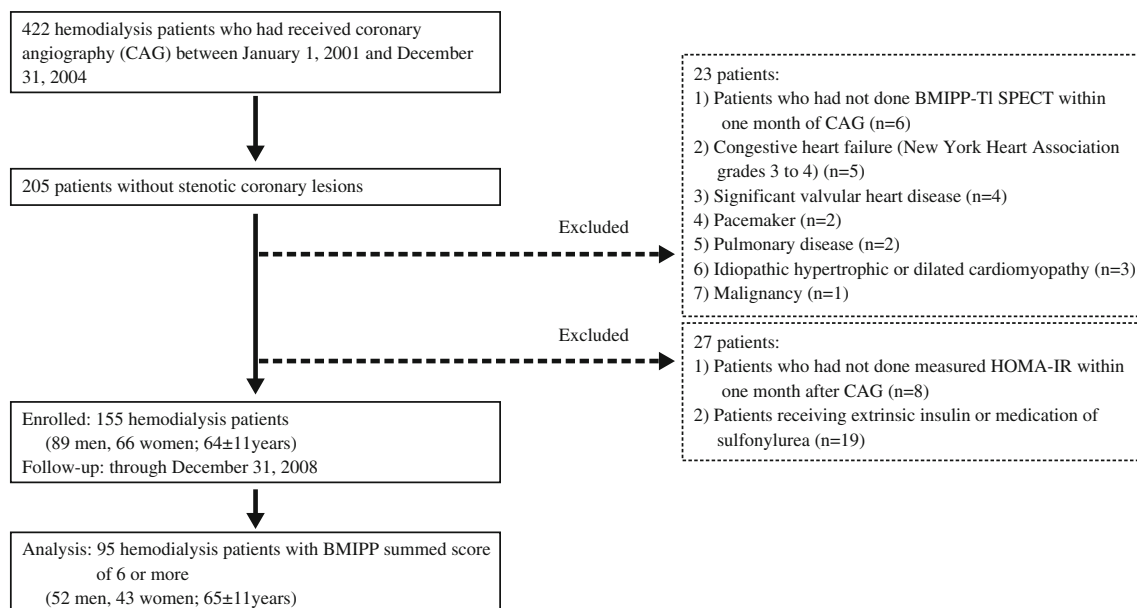 422 hemodialysis patients who had received coronary
angiography (CAG) between January 1, 2001 and December
31, 2004
205 patients without stenotic coronary lesions
Excluded
23 patients:
1) Patients who had not done BMIPP-Tl SPECT within
one month of CAG (n=6)
2) Congestive heart failure (New York Heart Association
grades 3 to 4) (n=5)
3) Significant valvular heart disease (n=4)
4) Pacemaker (n=2)
5) Pulmonary disease (n=2)
6) Idiopathic hypertrophic or dilated cardiomyopathy (n=3)
7) Malignancy (n=1)
Excluded
27 patients:
1) Patients who had not done measured HOMA-IR within
one month after CAG (n=8)
2) Patients receiving extrinsic insulin or medication of
sulfonylurea (n=19)
Enrolled: 155 hemodialysis patients
(89 men, 66 women; 64±11years)
Follow-up: through December 31, 2008
Analysis: 95 hemodialysis patients with BMIPP summed score
of 6 or more
(52 men, 43 women; 65±11years)